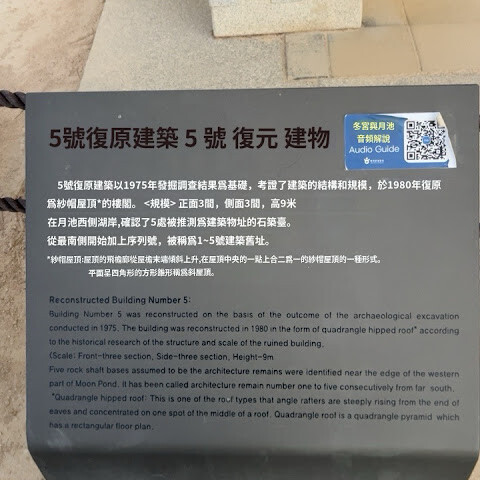 5號復原建築 5 號 復元 建物
冬宮與月池
音頻解說
Audio Guide
5號復原建築以1975年發掘調查結果爲基礎，考證了建築的結構和規模，於1980年復原
爲紗帽屋頂*的樓閣。 <規模> 正面3間，側面3間，高9米
在月池西側湖岸,確認了5處被推測爲建築物址的石築臺。
從最南側開始加上序列號，被稱爲1~5號建築舊址。
*紗帽屋頂:屋頂的飛檐廊從屋檐末端傾斜上升,在屋頂中央的一點上合二爲一的紗帽屋頂的一種形式。
平面呈四角形的方形雛形稱爲斜屋頂。
Reconstructed Building Number 5:
Building Number 5 was reconstructed on the basis of the outcome of the archaeological excavation
conducted in 1975. The building was reconstructed in 1980 in the form of quadrangle hipped roof* according
to the historical research of the structure and scale of the ruined building.
<Scale: Front-three section, Side-three section, Height-9m
Five rock shaft bases assumed to be the architecture remains were identified near the edge of the western
part of Moon Pond. It has been called architecture remain number one to five consecutively from far south.
*Quadrangle hipped roof: This is one of the roof types that angle rafters are steeply rising from the end of
eaves and concentrated on one spot of the middle of a roof. Quadrangle roof is a quadrangle pyramid which
has a rectangular floor plan.